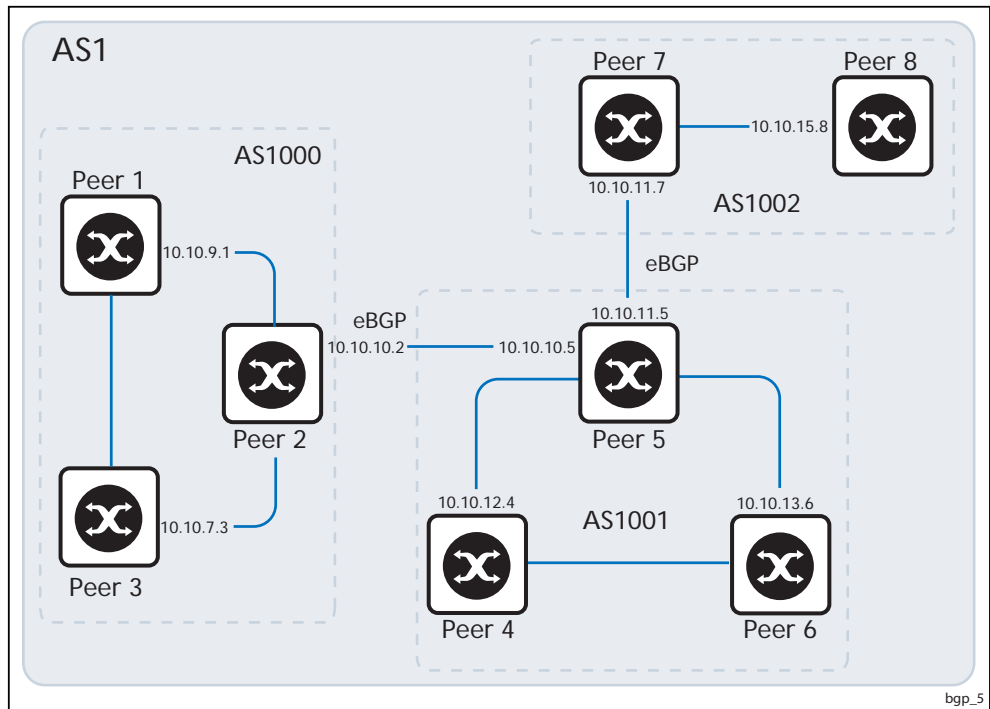 AS1
Peer 7
Peer 8
10.10.15.8
10.10.11.7
AS1002
AS1000
Peer 1
10.10.9.1
eBGP
eBGP
10.10.10.2
10.10.10.5
10.10.11.5
Peer 2
Peer 5
10.10.7.3
Peer 3
10.10.12.4
AS1001
10.10.13.6
Peer 4
Peer 6
bgp_5